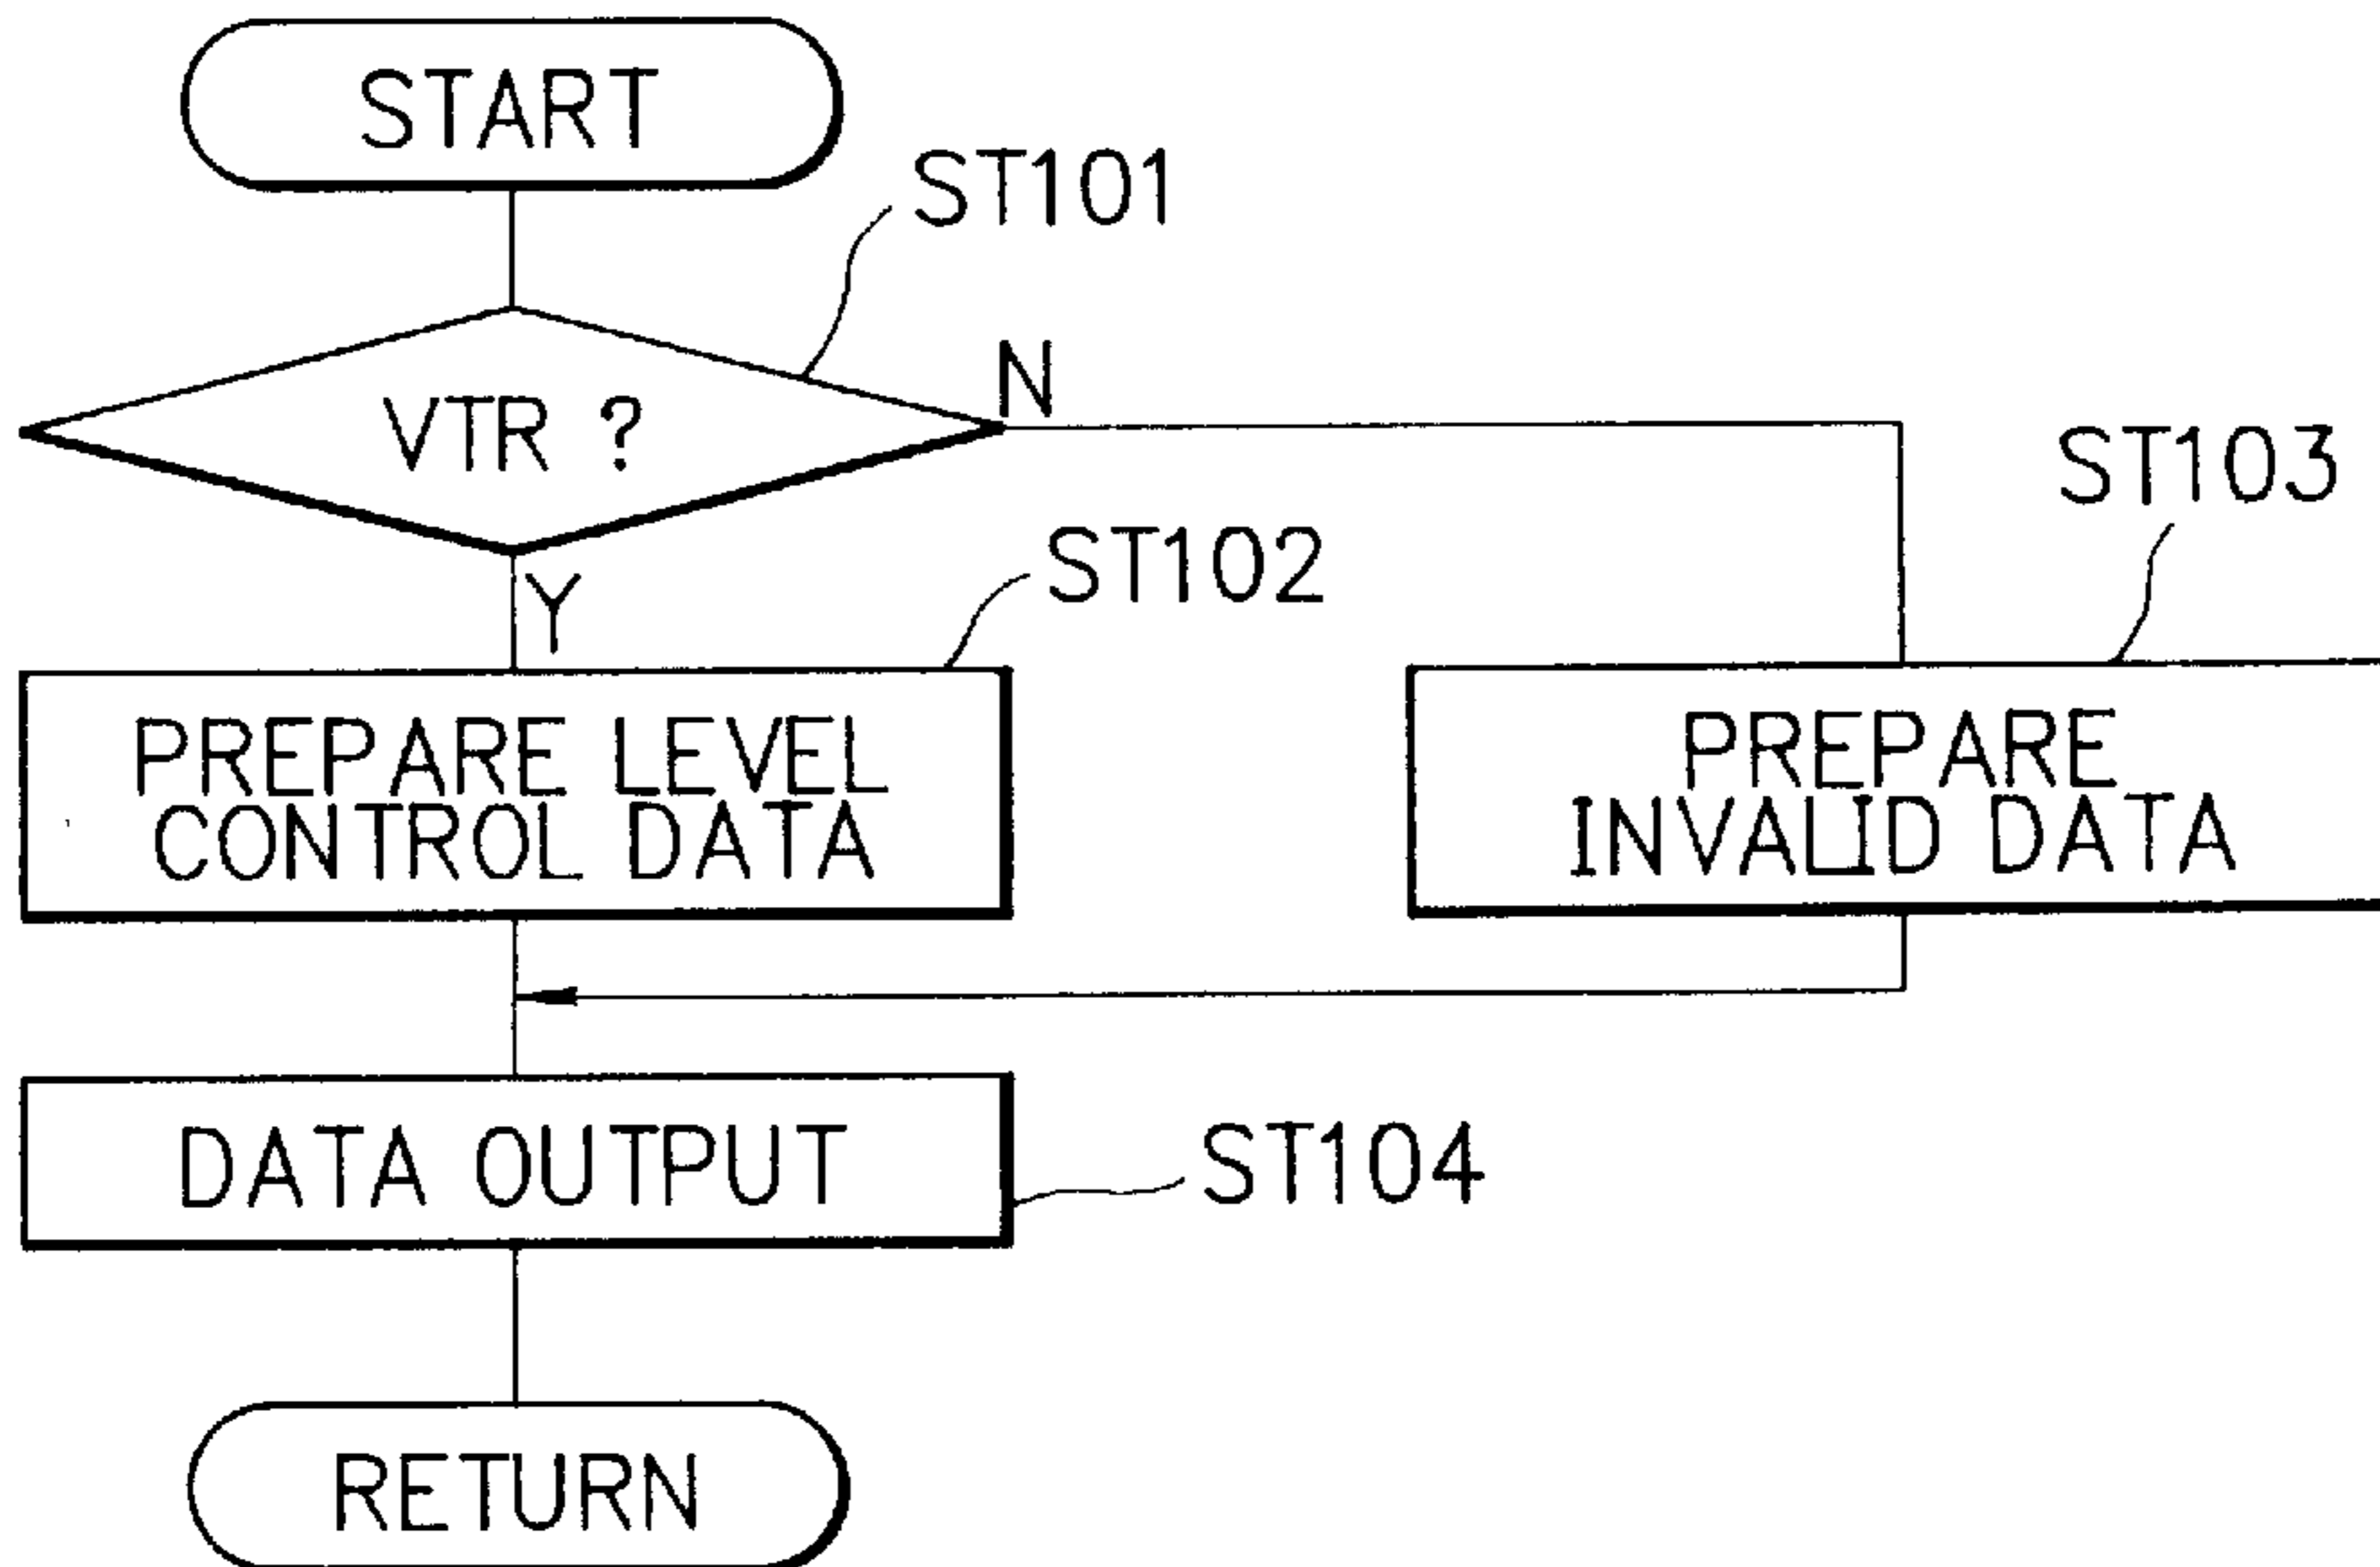 START
ST101
VTR ?
N
ST103
Y
ST102
PREPARE LEVEL
CONTROL DATA
PREPARE
INVALID DATA
DATA OUTPUT
ST104
RETURN